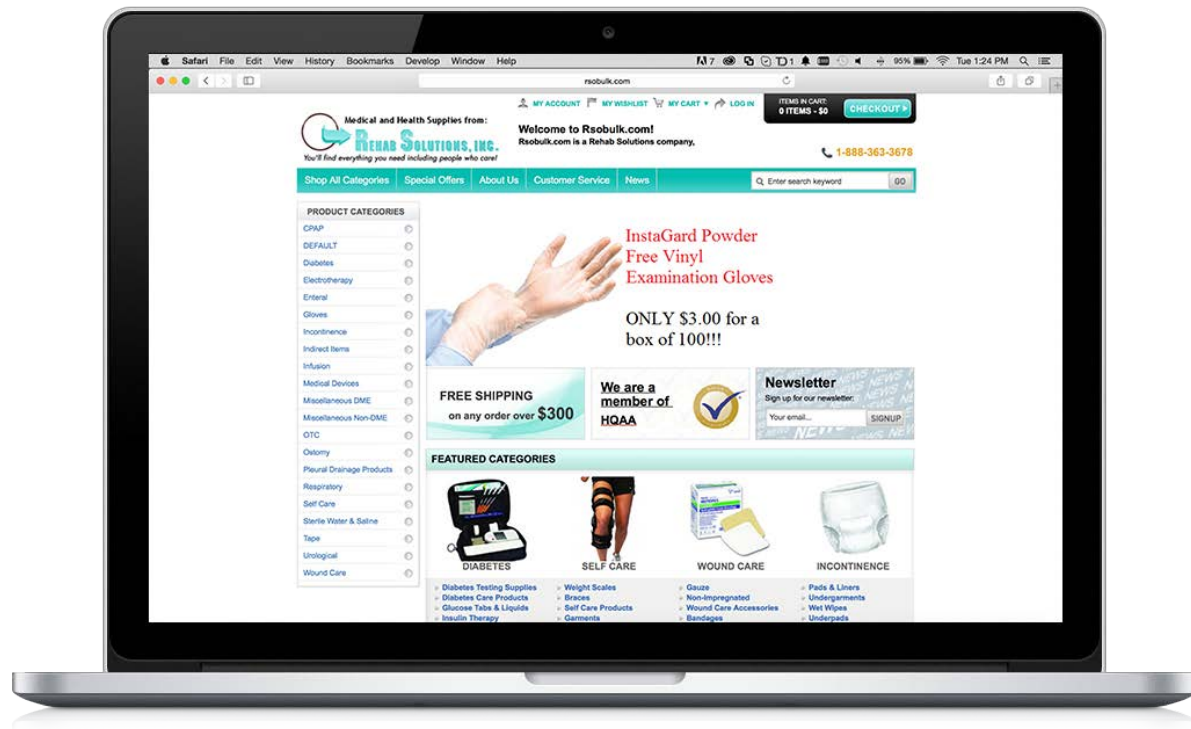 Safari File Edit View History Bookmarks Develop Window Help
7 1 95% Tue 1:24 PM
rsobulk.com
MY ACCOUNT MY WISHLIST MY CART LOG IN
ITEMS IN CART:
0 ITEMS - $0
CHECKOUT
Medical and Health Supplies from:
REHAB SOLUTIONS, INC.
You'll find everything you need including people who care!
Welcome to Rsobulk.com!
Rsobulk.com is a Rehab Solutions company,
1-888-363-3678
Shop All Categories Special Offers About Us Customer Service News
Enter search keyword GO
PRODUCT CATEGORIES
CPAP
DEFAULT
Diabetes
Electrotherapy
Enteral
Gloves
Incontinence
Indirect Items
Infusion
Medical Devices
Miscellaneous DME
Miscellaneous Non-DME
OTC
Ostomy
Pleural Drainage Products
Respiratory
Self Care
Sterile Water & Saline
Tape
Urological
Wound Care
InstaGard Powder
Free Vinyl
Examination Gloves
ONLY $3.00 for a
box of 100!!!
FREE SHIPPING
on any order over $300
We are a
member of
HQAA
Newsletter
Sign up for our newsletter:
Your email... SIGNUP
NEWS NEWS NEWS
FEATURED CATEGORIES
DIABETES
SELF CARE
WOUND CARE
INCONTINENCE
Diabetes Testing Supplies
Diabetes Care Products
Glucose Tabs & Liquids
Insulin Therapy
Weight Scales
Braces
Self Care Products
Garments
Gauze
Non-Impregnated
Wound Care Accessories
Bandages
Pads & Liners
Undergarments
Wet Wipes
Underpads